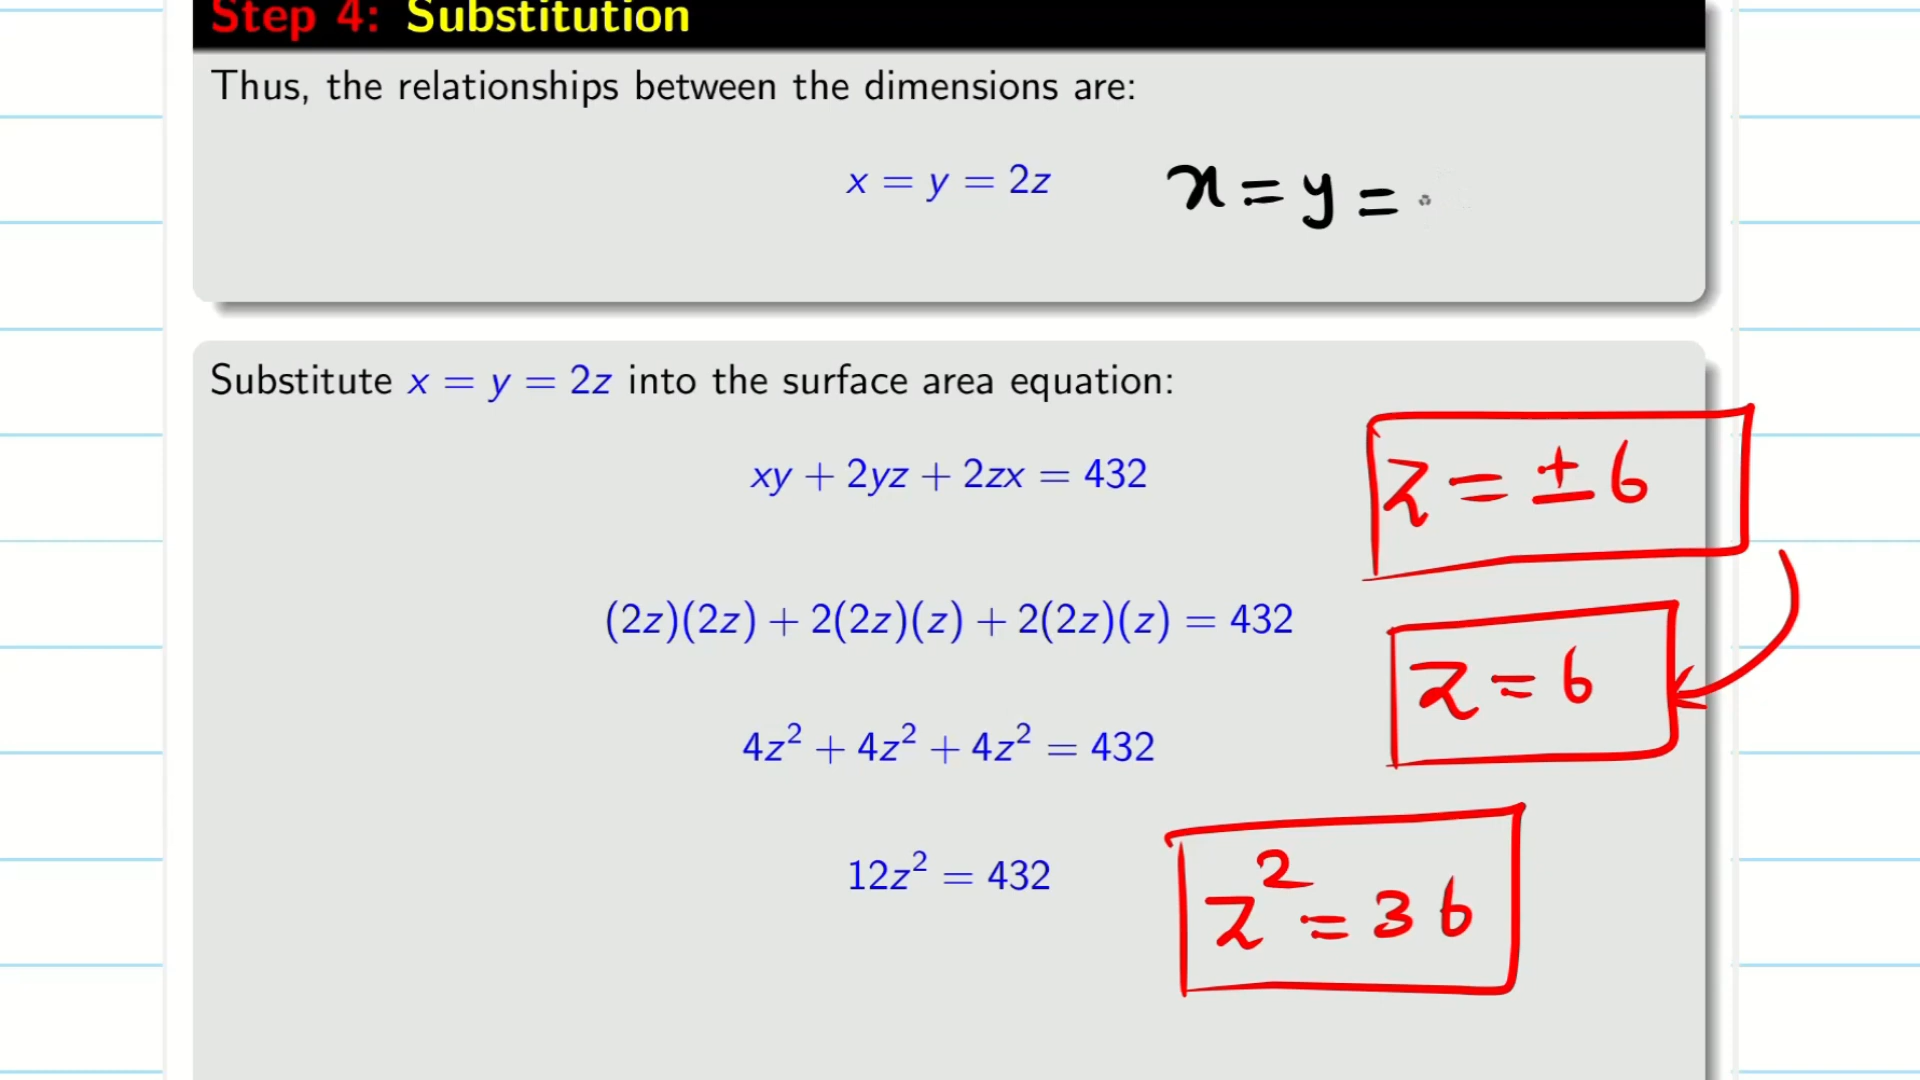 Step 4: Substitution
Thus, the relationships between the dimensions are:
x = y = 2z
x = y =
Substitute x = y = 2z into the surface area equation:
xy + 2yz + 2zx = 432
z = ± 6
(2z)(2z) + 2(2z)(z) + 2(2z)(z) = 432
z = 6
4z² + 4z² + 4z² = 432
12z² = 432
z² = 36